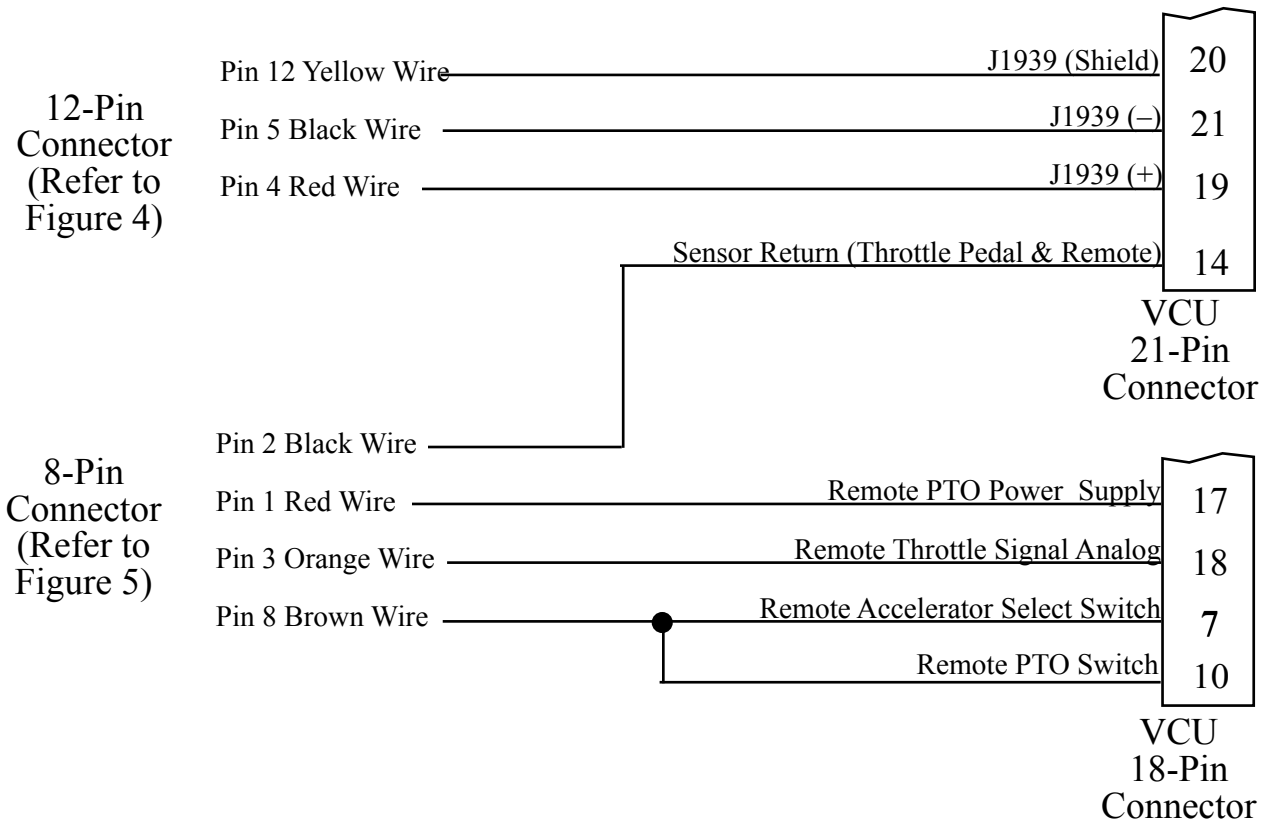 Pin 12 Yellow Wire
J1939 (Shield)
20
12-Pin
Connector
(Refer to
Figure 4)
Pin 5 Black Wire
J1939 (–)
21
Pin 4 Red Wire
J1939 (+)
19
Sensor Return (Throttle Pedal & Remote)
14
VCU
21-Pin
Connector
8-Pin
Connector
(Refer to
Figure 5)
Pin 2 Black Wire
Pin 1 Red Wire
Remote PTO Power Supply
17
Pin 3 Orange Wire
Remote Throttle Signal Analog
18
Pin 8 Brown Wire
Remote Accelerator Select Switch
7
Remote PTO Switch
10
VCU
18-Pin
Connector